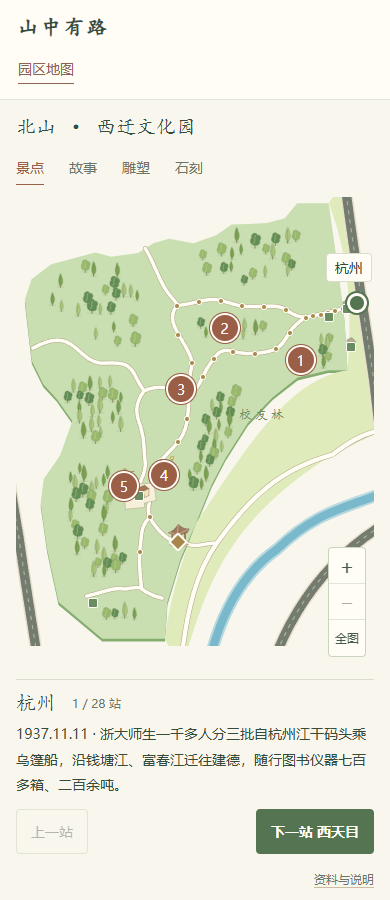 山中有路
园区地图
北山 • 西迁文化园
景点 故事 雕塑 石刻
杭州
2
1
3
校友林
4
5
+
−
全图
杭州 1 / 28 站
1937.11.11 · 浙大师生一千多人分三批自杭州江干码头乘
乌篷船，沿钱塘江、富春江迁往建德，随行图书仪器七百
多箱、二百余吨。
上一站 下一站 西天目
资料与说明